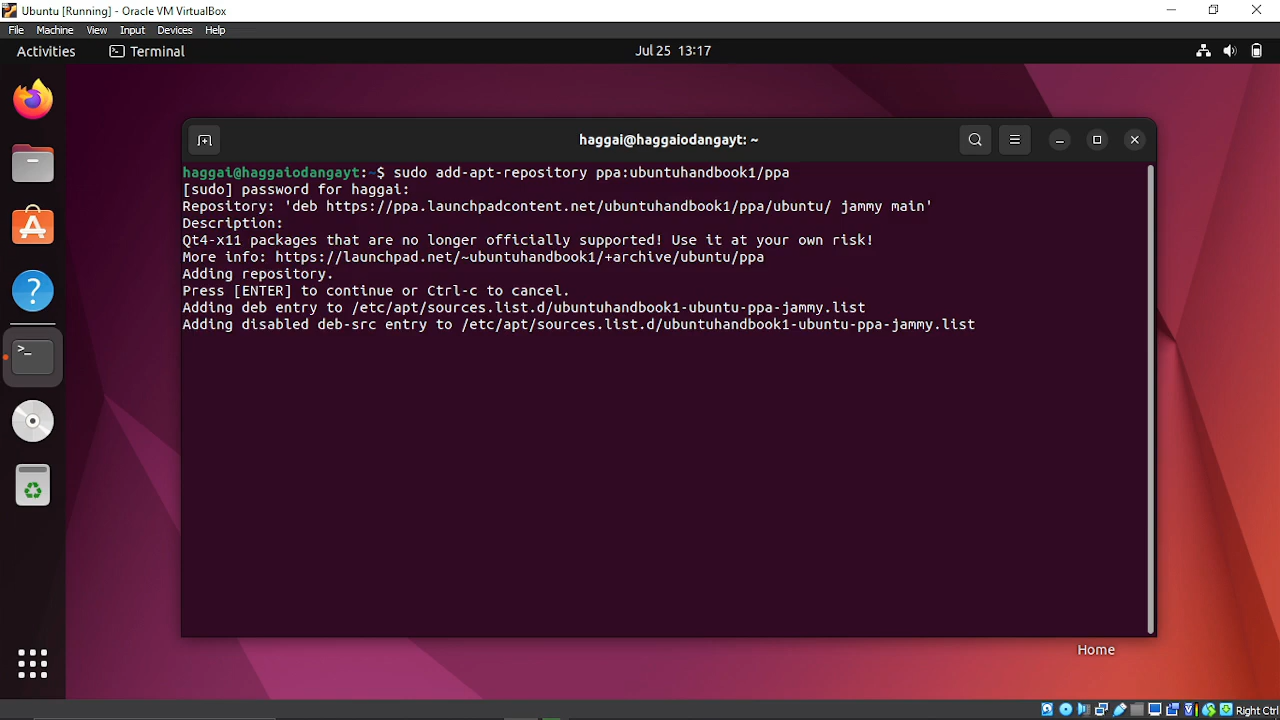 Ubuntu [Running] - Oracle VM VirtualBox
File Machine View Input Devices Help
Activities Terminal Jul 25 13:17
haggai@haggaiodangayt: ~
haggai@haggaiodangayt:~$ sudo add-apt-repository ppa:ubuntuhandbook1/ppa
[sudo] password for haggai:
Repository: 'deb https://ppa.launchpadcontent.net/ubuntuhandbook1/ppa/ubuntu/ jammy main'
Description:
Qt4-x11 packages that are no longer officially supported! Use it at your own risk!
More info: https://launchpad.net/~ubuntuhandbook1/+archive/ubuntu/ppa
Adding repository.
Press [ENTER] to continue or Ctrl-c to cancel.
Adding deb entry to /etc/apt/sources.list.d/ubuntuhandbook1-ubuntu-ppa-jammy.list
Adding disabled deb-src entry to /etc/apt/sources.list.d/ubuntuhandbook1-ubuntu-ppa-jammy.list
Home
Right Ctrl